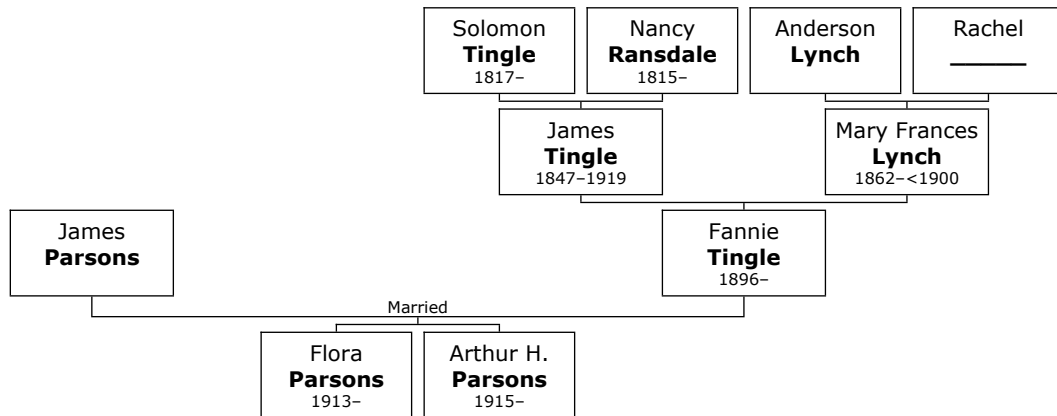 Solomon
Tingle
1817–
Nancy
Ransdale
1815–
Anderson
Lynch
Rachel
______
James
Tingle
1847–1919
Mary Frances
Lynch
1862–<1900
James
Parsons
Fannie
Tingle
1896–
Married
Flora
Parsons
1913–
Arthur H.
Parsons
1915–